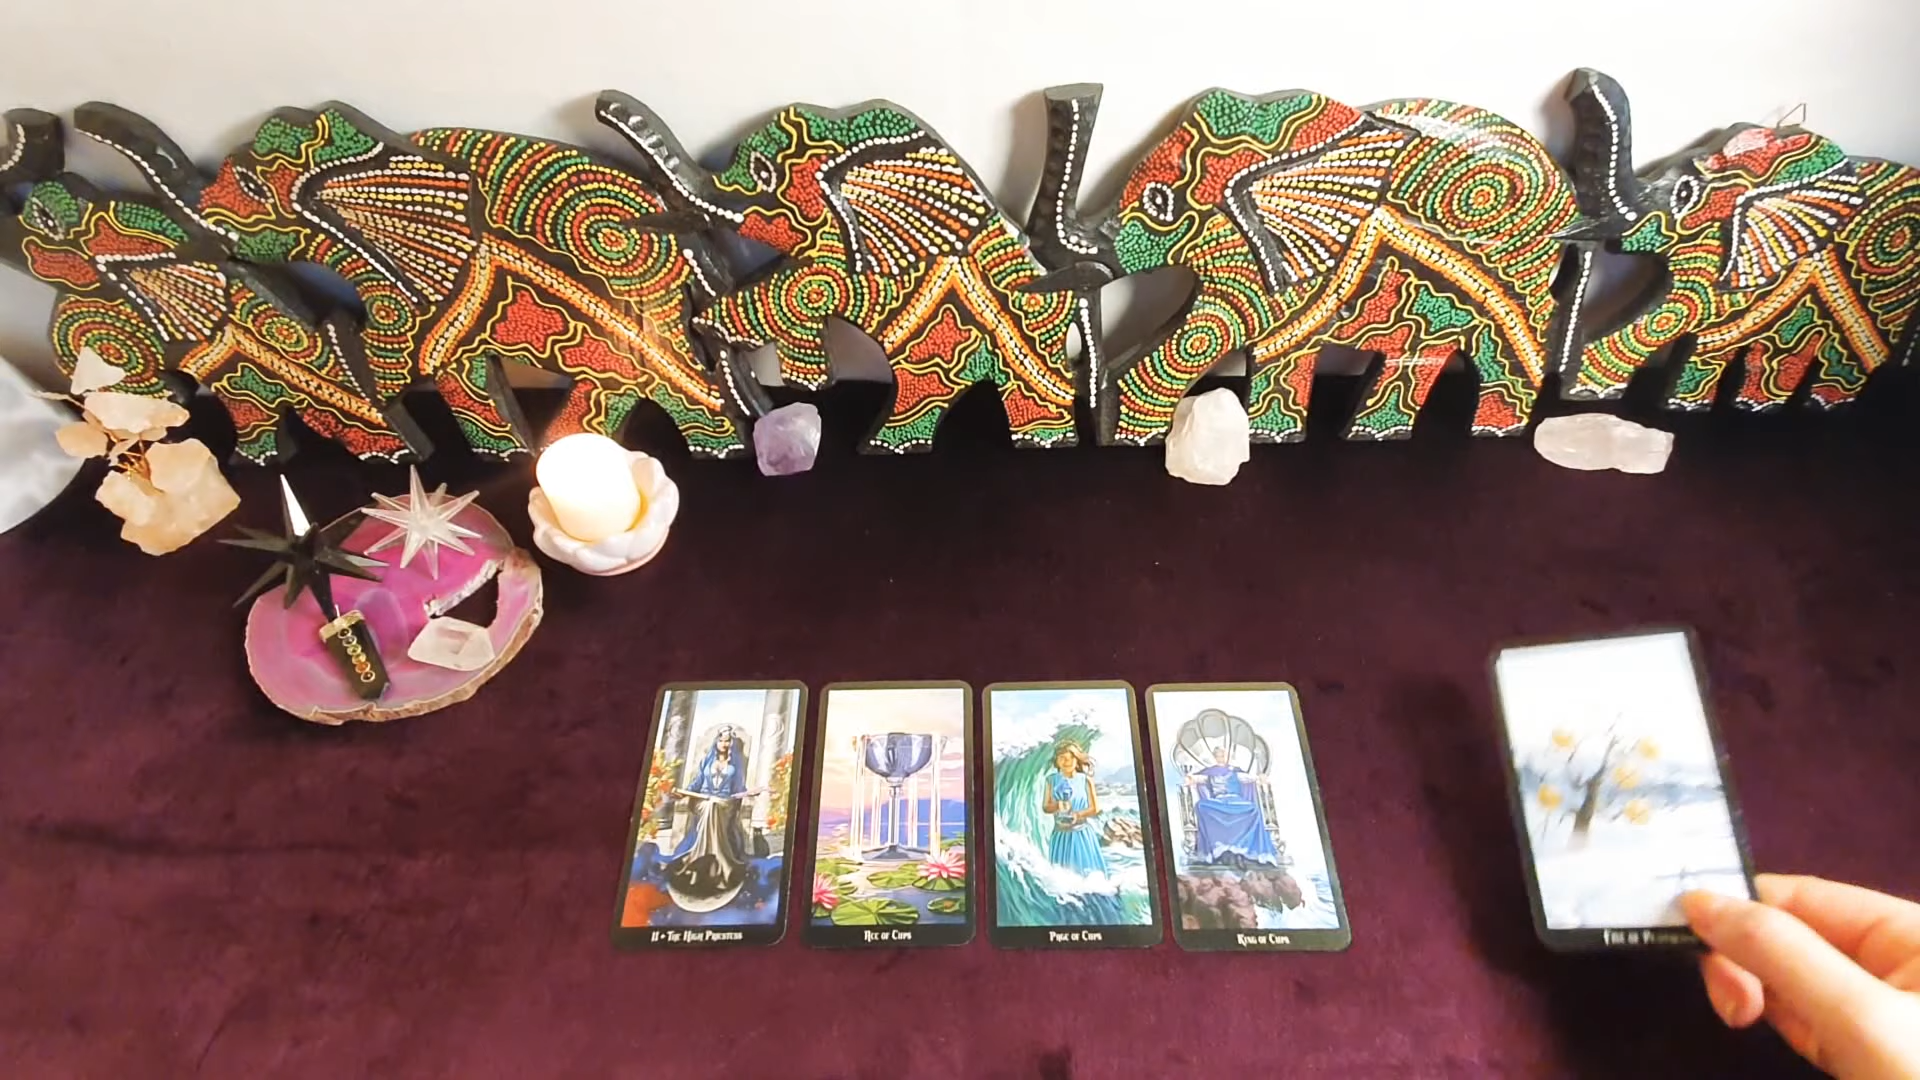 II • The High Priestess
Ace of Cups
Page of Cups
King of Cups